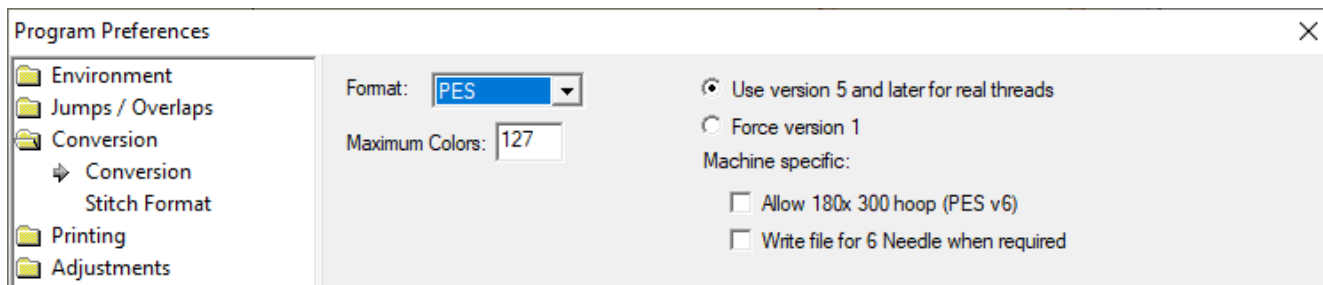 Program Preferences
Environment
Jumps / Overlaps
Conversion
Conversion
Stitch Format
Printing
Adjustments
Format: PES
Maximum Colors: 127
Use version 5 and later for real threads
Force version 1
Machine specific:
Allow 180x 300 hoop (PES v6)
Write file for 6 Needle when required